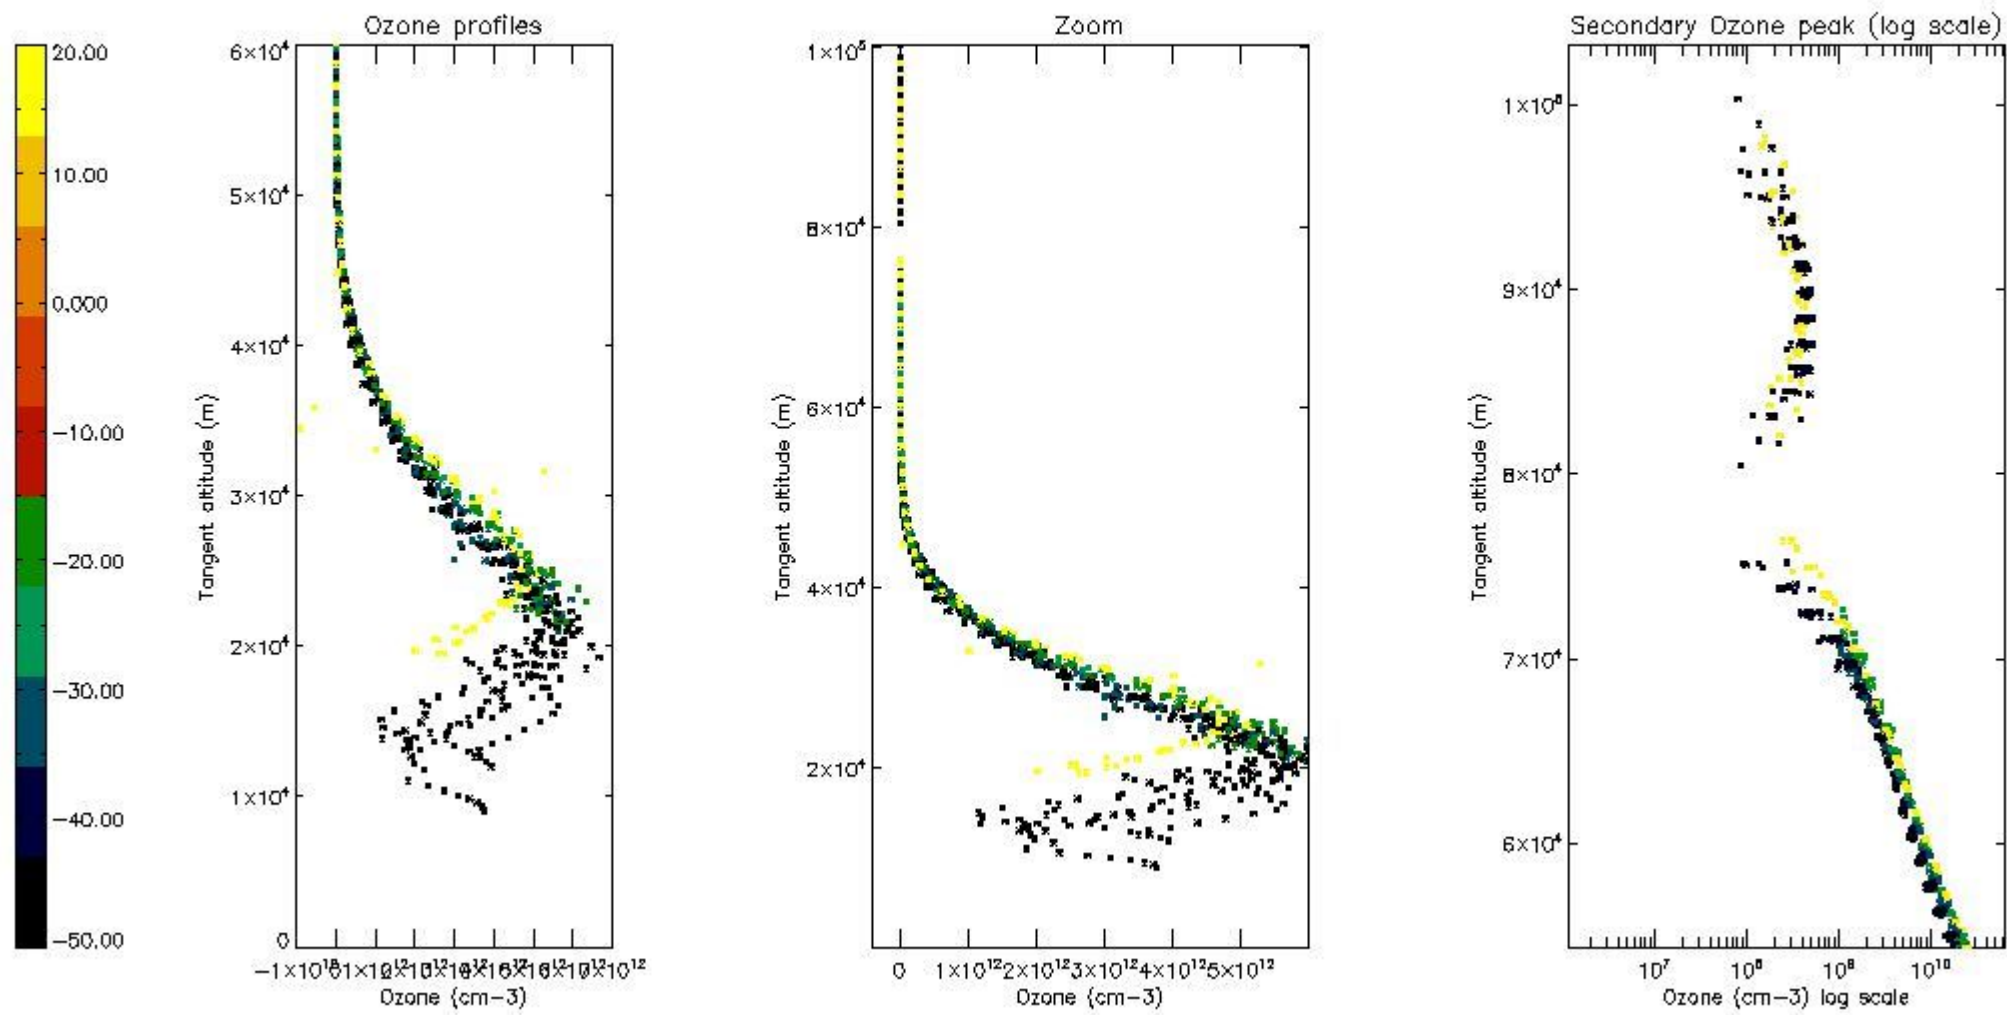 Ozone profiles
Zoom
Secondary Ozone peak (log scale)
20.00
10.00
0.000
−10.00
−20.00
−30.00
−40.00
−50.00
6×10⁴
5×10⁴
4×10⁴
3×10⁴
2×10⁴
1×10⁴
0
Tangent altitude (m)
Ozone (cm−3)
1×10⁵
8×10⁴
6×10⁴
4×10⁴
2×10⁴
Tangent altitude (m)
0 1×10¹² 2×10¹² 3×10¹² 4×10¹² 5×10¹²
Ozone (cm−3)
9×10⁴
8×10⁴
7×10⁴
6×10⁴
Tangent altitude (m)
10⁷ 10⁸ 10⁹ 10¹⁰
Ozone (cm−3) log scale